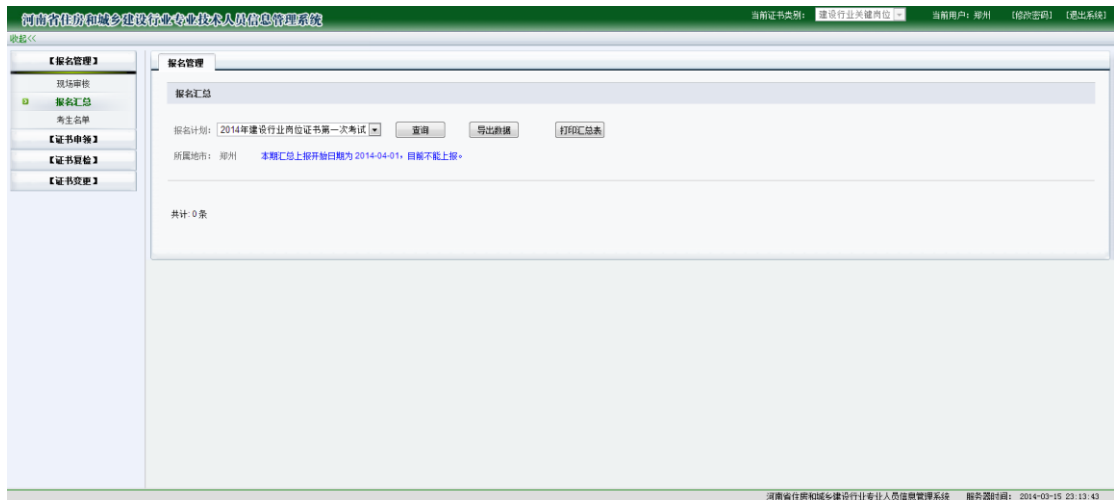 河南省住房和城乡建设行业专业技术人员信息管理系统 当前证书类别： 建设行业关键岗位 当前用户：郑州 [修改密码] [退出系统]
收起<<
【报名管理】
现场审核
报名汇总
考生名单
【证书申领】
【证书复检】
【证书变更】
报名管理
报名汇总
报名计划： 2014年建设行业岗位证书第一次考试 查询 导出数据 打印汇总表
所属地市： 郑州 本期汇总上报开始日期为 2014-04-01，目前不能上报。
共计:0条
河南省住房和城乡建设行业专业人员信息管理系统 服务器时间： 2014-03-15 23:13:43